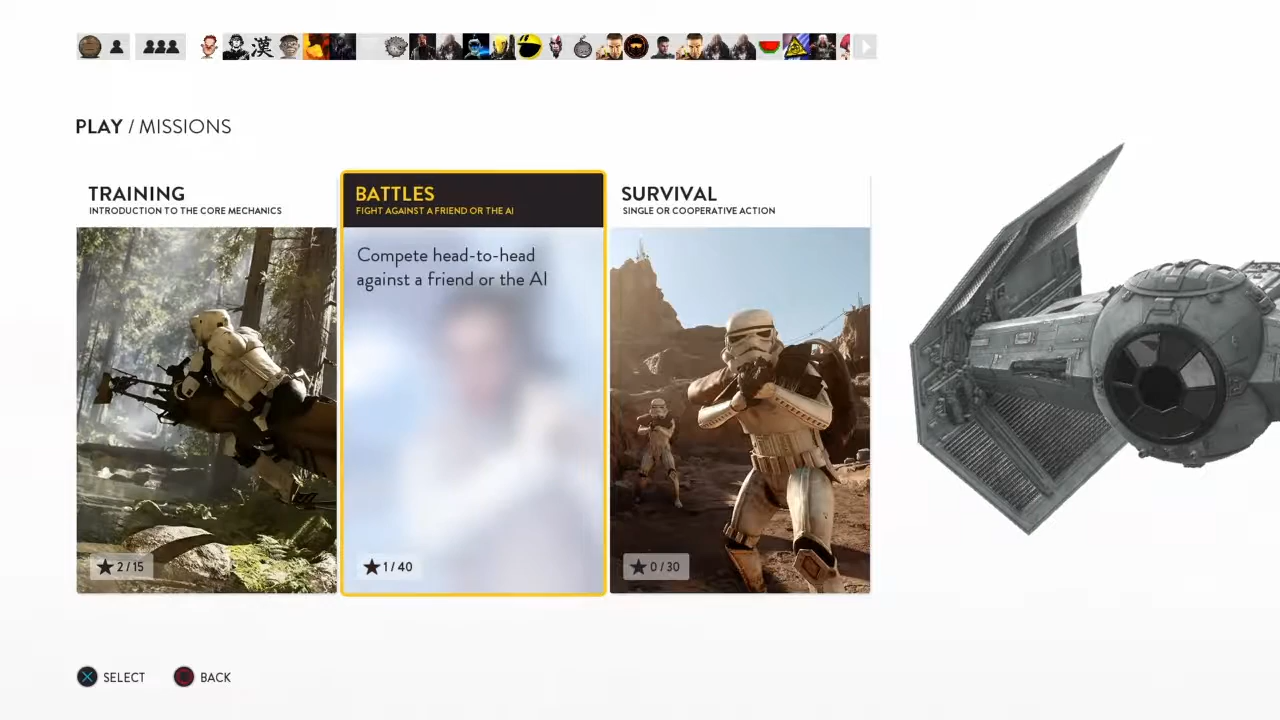 漢
PLAY / MISSIONS
TRAINING
INTRODUCTION TO THE CORE MECHANICS
BATTLES
FIGHT AGAINST A FRIEND OR THE AI
SURVIVAL
SINGLE OR COOPERATIVE ACTION
Compete head-to-head
against a friend or the AI
2 / 15
1 / 40
0 / 30
SELECT
BACK